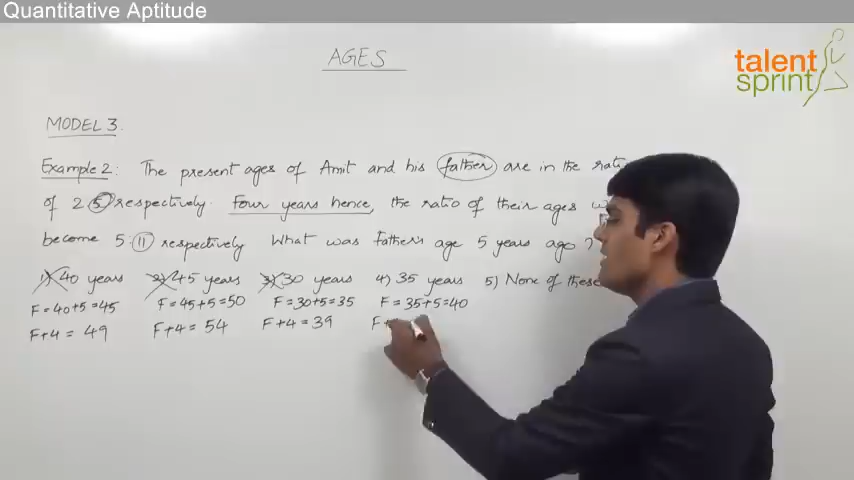 Quantitative Aptitude
AGES
talent
sprint
MODEL 3.
Example 2: The present ages of Amit and his father are in the
of 2:5 respectively. Four years hence, the ratio of their ages
become 5:11 respectively What was father's age 5 years ago?
1) 40 years 2) 45 years 3) 30 years 4) 35 years 5) None of these
F=40+5=45 F=45+5=50 F=30+5=35 F=35+5=40
F+4=49 F+4=54 F+4=39 F+